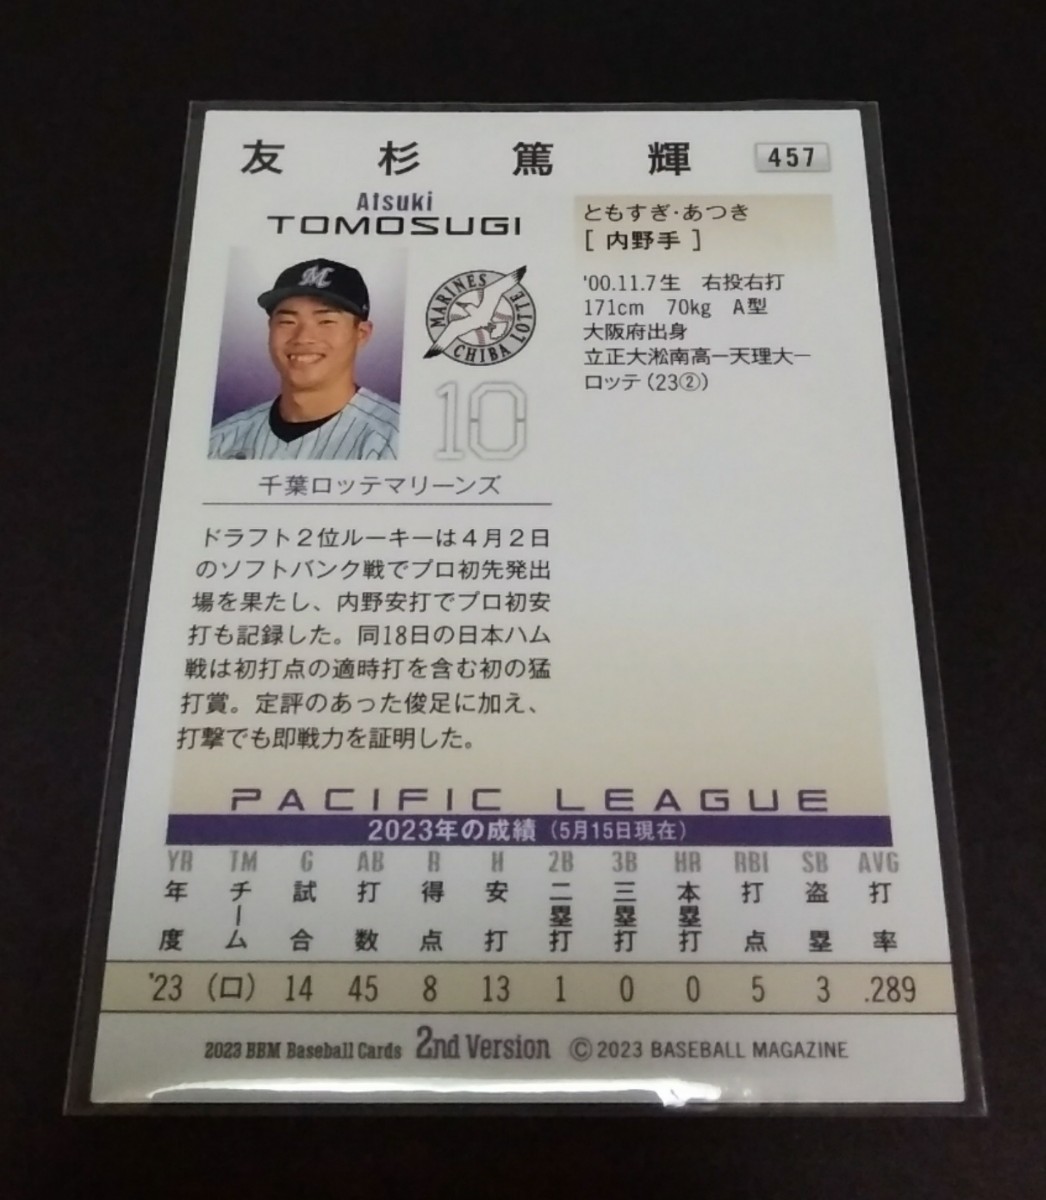 友杉篤輝 457
Atsuki
TOMOSUGI
ともすぎ・あつき
[ 内野手 ]
'00.11.7生 右投右打
171cm 70kg A型
大阪府出身
立正大淞南高ー天理大ー
ロッテ(23②)
M
MARINES
CHIBA LOTTE
10
千葉ロッテマリーンズ
ドラフト2位ルーキーは4月2日
のソフトバンク戦でプロ初先発出
場を果たし、内野安打でプロ初安
打も記録した。同18日の日本ハム
戦は初打点の適時打を含む初の猛
打賞。定評のあった俊足に加え、
打撃でも即戦力を証明した。
PACIFIC LEAGUE
2023年の成績(5月15日現在)
YR TM G AB R H 2B 3B HR RBI SB AVG
年度 チーム 試合 打数 得点 安打 二塁打 三塁打 本塁打 打点 盗塁 打率
'23 (ロ) 14 45 8 13 1 0 0 5 3 .289
2023 BBM Baseball Cards 2nd Version ©2023 BASEBALL MAGAZINE